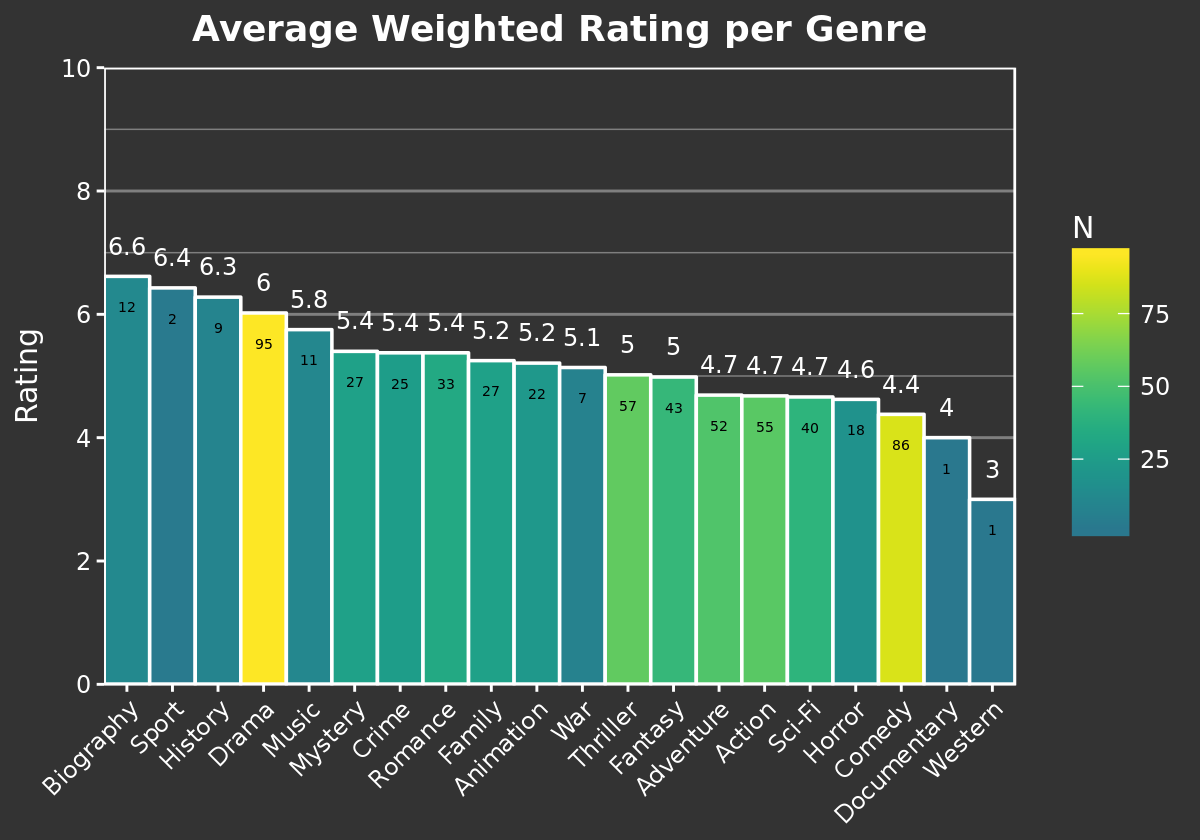 Average Weighted Rating per Genre
Rating
10
8
6
4
2
0
6.6
6.4
6.3
6
5.8
5.4
5.4
5.4
5.2
5.2
5.1
5
5
4.7
4.7
4.7
4.6
4.4
4
3
12
2
9
95
11
27
25
33
27
22
7
57
43
52
55
40
18
86
1
1
Biography
Sport
History
Drama
Music
Mystery
Crime
Romance
Family
Animation
War
Thriller
Fantasy
Adventure
Action
Sci-Fi
Horror
Comedy
Documentary
Western
N
75
50
25